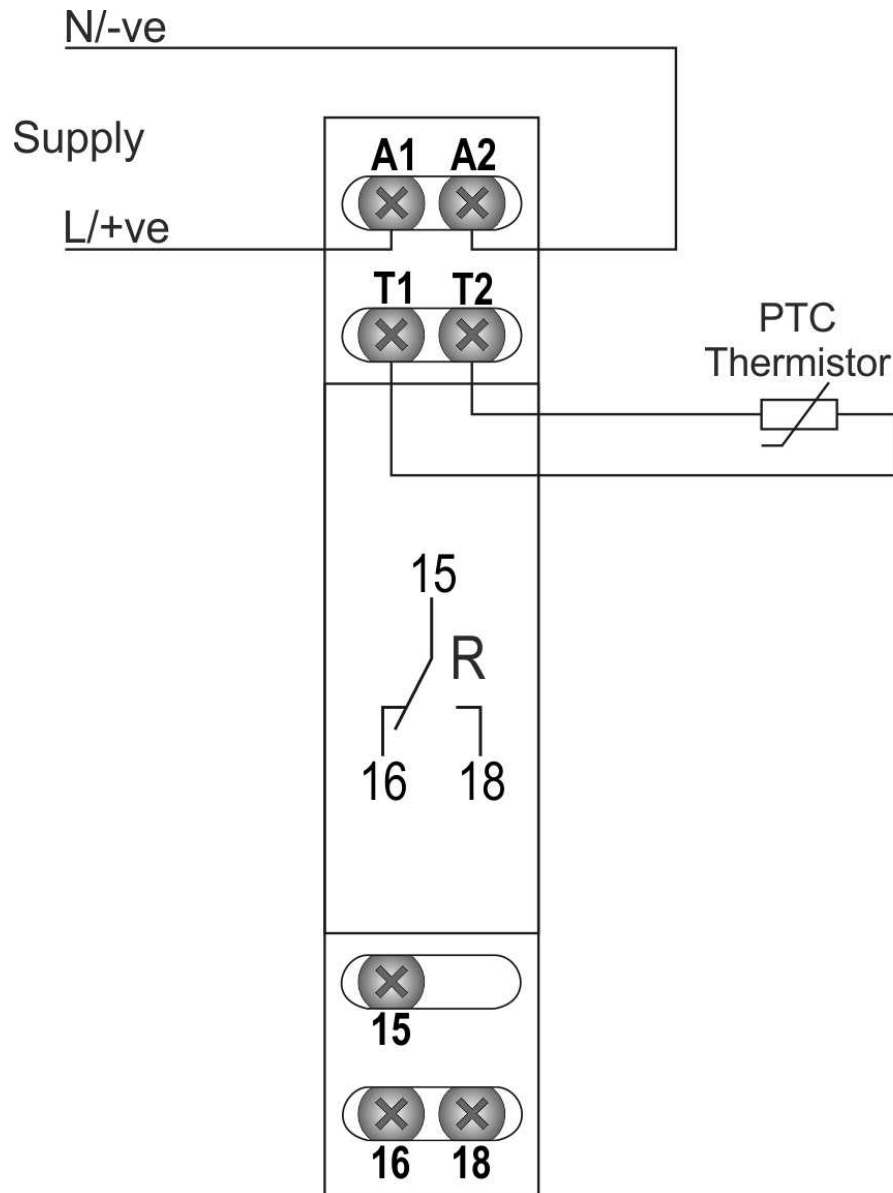 N/-ve
Supply
A1 A2
L/+ve
T1 T2
PTC
Thermistor
15
R
16 18
15
16 18